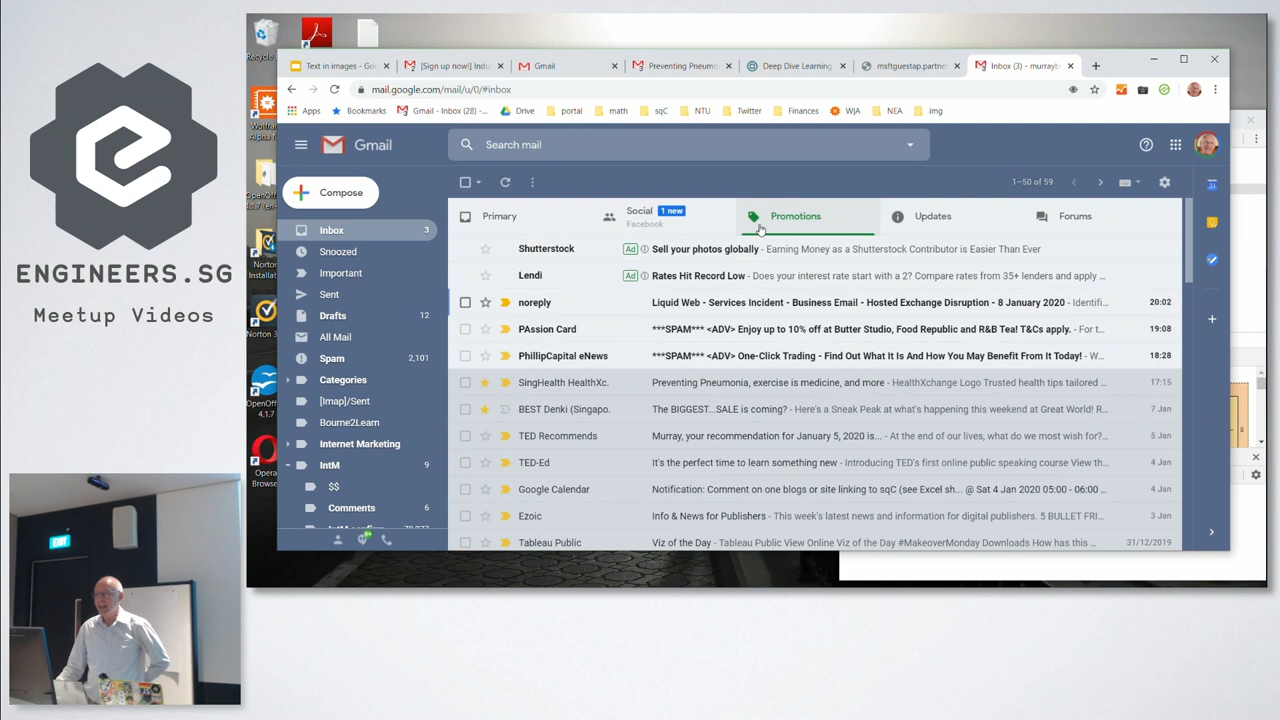 ENGINEERS.SG
Meetup Videos
EXIT
Recycle
Text in images - Go
[Sign up now!] Indu
Gmail
Preventing Pneumo
Deep Dive Learning
msftguestap.partne
Inbox (3) - murrayb
mail.google.com/mail/u/0/#inbox
Apps
Bookmarks
Gmail - Inbox (28) -...
Drive
portal
math
sqC
NTU
Twitter
Finances
WJA
NEA
img
Gmail
Search mail
Compose
1–50 of 59
Inbox 3
Snoozed
Important
Sent
Drafts 12
All Mail
Spam 2,101
Categories
[Imap]/Sent
Bourne2Learn
Internet Marketing
IntM 9
$$
Comments 6
Primary
Social 1 new
Facebook
Promotions
Updates
Forums
Shutterstock Ad Sell your photos globally - Earning Money as a Shutterstock Contributor is Easier Than Ever
Lendi Ad Rates Hit Record Low - Does your interest rate start with a 2? Compare rates from 35+ lenders and apply ...
noreply Liquid Web - Services Incident - Business Email - Hosted Exchange Disruption - 8 January 2020 - Identifi... 20:02
PAssion Card ***SPAM*** <ADV> Enjoy up to 10% off at Butter Studio, Food Republic and R&B Tea! T&Cs apply. - For t... 19:08
PhillipCapital eNews ***SPAM*** <ADV> One-Click Trading - Find Out What It Is And How You May Benefit From It Today! - W... 18:28
SingHealth HealthXc. Preventing Pneumonia, exercise is medicine, and more - HealthXchange Logo Trusted health tips tailored ... 17:15
BEST Denki (Singapo. The BIGGEST...SALE is coming? - Here's a Sneak Peak at what's happening this weekend at Great World! R... 7 Jan
TED Recommends Murray, your recommendation for January 5, 2020 is... - At the end of our lives, what do we most wish for?... 5 Jan
TED-Ed It's the perfect time to learn something new - Introducing TED's first online public speaking course View th... 4 Jan
Google Calendar Notification: Comment on one blogs or site linking to sqC (see Excel sh... @ Sat 4 Jan 2020 05:00 - 06:00 ... 4 Jan
Ezoic Info & News for Publishers - This week's latest news and information for digital publishers. 5 BULLET FRI... 3 Jan
Tableau Public Viz of the Day - Tableau Public View Online Viz of the Day #MakeoverMonday Downloads How has this ... 31/12/2019
Wolfram
Alpha
OpenOff
4.1.7
Norton
Installat
Norton
OpenOff
4.1.7
Opera
Browse